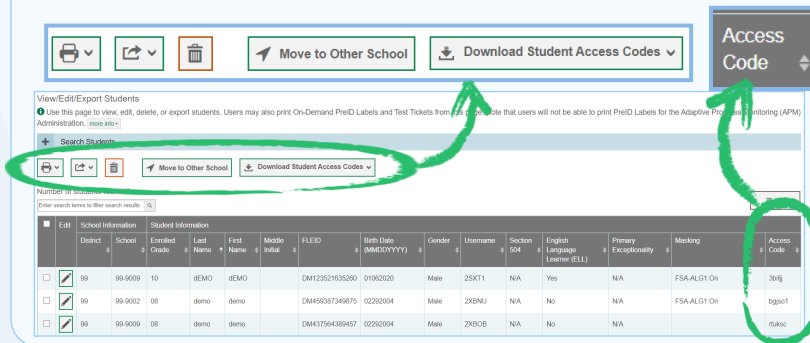 Move to Other School
Download Student Access Codes
Access
Code
View/Edit/Export Students
Use this page to view, edit, delete, or export students. Users may also print On-Demand PreID Labels and Test Tickets from this page. Note that users will not be able to print PreID Labels for the Adaptive Progress Monitoring (APM)
Administration. more info
Search Students
Move to Other School
Download Student Access Codes
Number of students
Enter search terms to filter search results
Edit School Information Student Information
District School Enrolled Grade Last Name First Name Middle Initial FLEID Birth Date (MMDDYYYY) Gender Username Section 504 English Language Learner (ELL) Primary Exceptionality Masking Access Code
99 99-9009 10 dEMO dEMO DM123521635260 01062020 Male 2SXT1 N/A Yes N/A FSA-ALG1:On 3bifjj
99 99-9002 08 demo demo DM459387349875 02292004 Male 2XBNU N/A No N/A FSA-ALG1:On bgjso1
99 99-9009 08 demo demo DM437564389457 02292004 Male 2XBOB N/A No N/A rtuksc